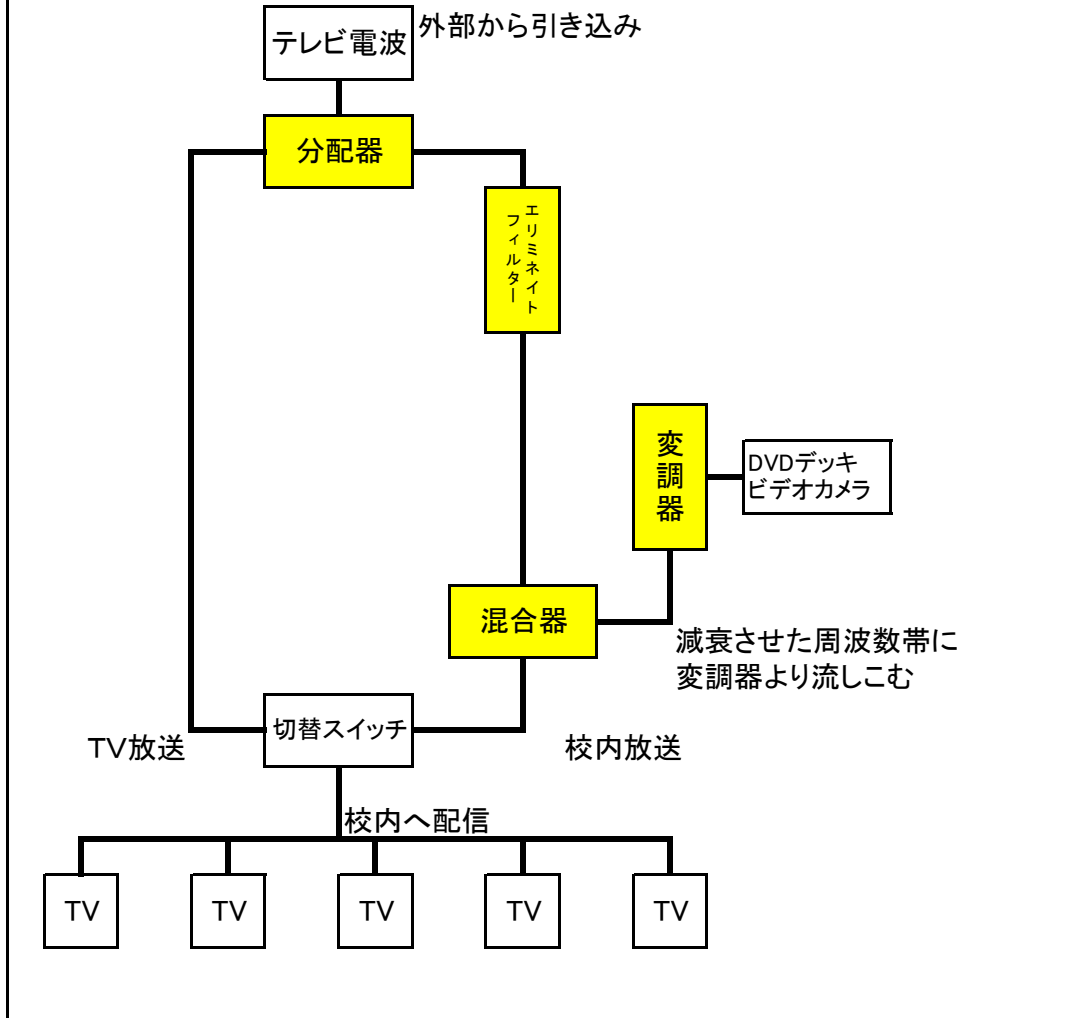 テレビ電波
外部から引き込み
分配器
エリミネイト
フィルター
変調器
DVDデッキ
ビデオカメラ
混合器
減衰させた周波数帯に
変調器より流しこむ
切替スイッチ
TV放送
校内放送
校内へ配信
TV
TV
TV
TV
TV